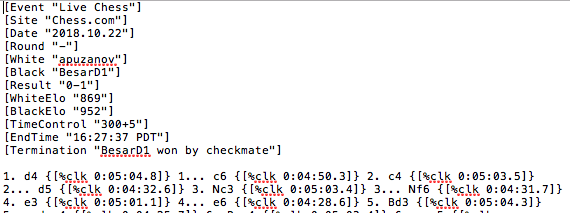 [Event "Live Chess"]
[Site "Chess.com"]
[Date "2018.10.22"]
[Round "-"]
[White "apuzanov"]
[Black "BesarD1"]
[Result "0-1"]
[WhiteElo "869"]
[BlackElo "952"]
[TimeControl "300+5"]
[EndTime "16:27:37 PDT"]
[Termination "BesarD1 won by checkmate"]
1. d4 {[%clk 0:05:04.8]} 1... c6 {[%clk 0:04:50.3]} 2. c4 {[%clk 0:05:03.5]}
2... d5 {[%clk 0:04:32.6]} 3. Nc3 {[%clk 0:05:03.4]} 3... Nf6 {[%clk 0:04:31.7]}
4. e3 {[%clk 0:05:01.1]} 4... e6 {[%clk 0:04:28.6]} 5. Bd3 {[%clk 0:05:04.3]}